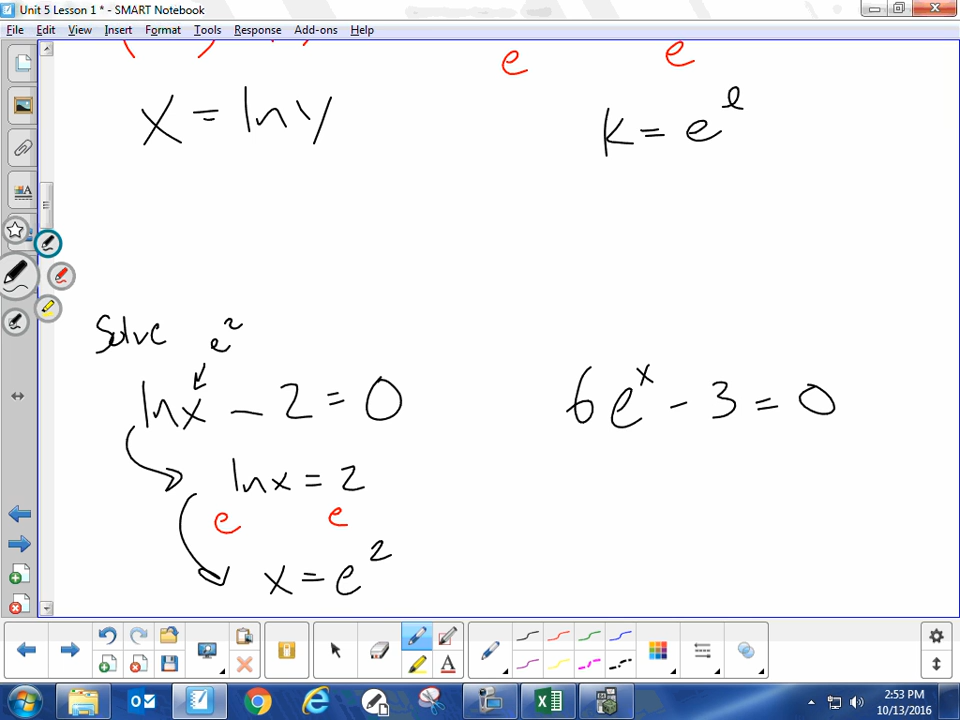 Unit 5 Lesson 1 * - SMART Notebook
File Edit View Insert Format Tools Response Add-ons Help
e e
x = ln y
k = e^l
Solve
e^2
ln x - 2 = 0
6e^x - 3 = 0
ln x = 2
e e
x = e^2
2:53 PM
10/13/2016